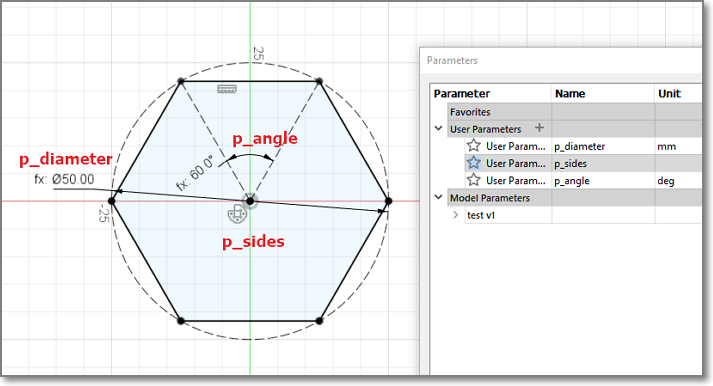 25
p_angle
p_diameter
fx: 60.0°
fx: Ø50.00
-25
p_sides
Parameters
Parameter Name Unit
Favorites
User Parameters +
User Param... p_diameter mm
User Param... p_sides
User Param... p_angle deg
Model Parameters
test v1